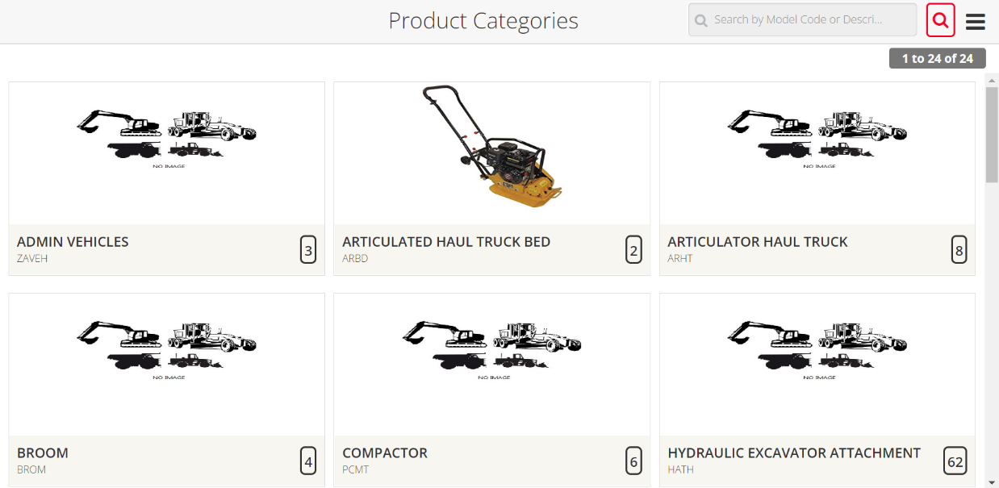 Product Categories
Search by Model Code or Descri...
1 to 24 of 24
NO IMAGE
NO IMAGE
ADMIN VEHICLES
ZAVEH
3
ARTICULATED HAUL TRUCK BED
ARBD
2
ARTICULATOR HAUL TRUCK
ARHT
8
NO IMAGE
NO IMAGE
NO IMAGE
BROOM
BROM
4
COMPACTOR
PCMT
6
HYDRAULIC EXCAVATOR ATTACHMENT
HATH
62